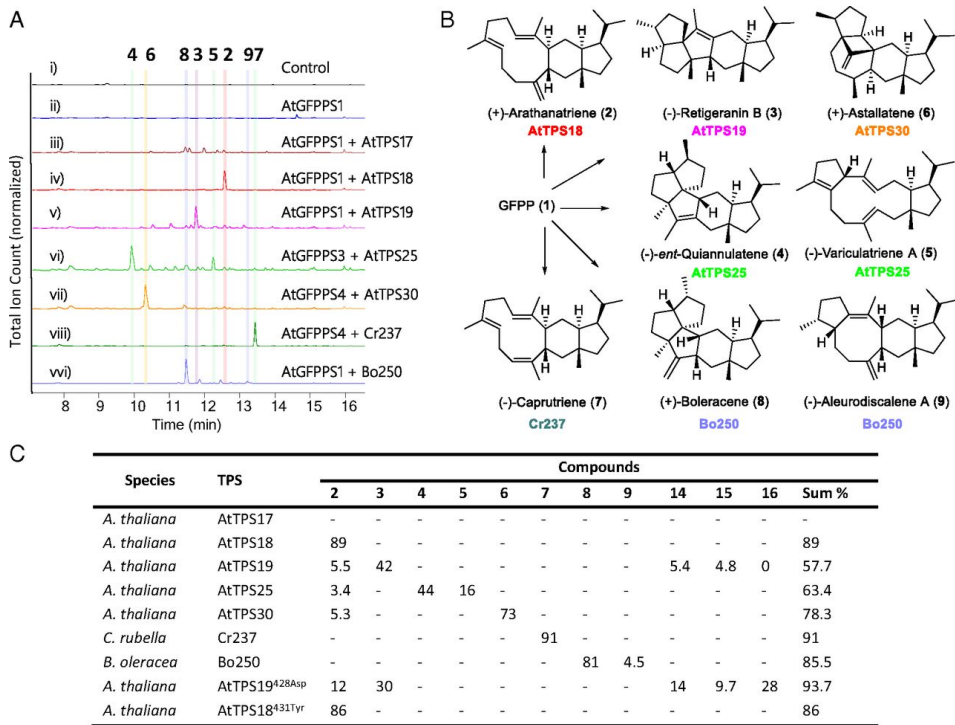 A
4 6 8 3 5 2 9 7
i) Control
ii) AtGFPPS1
iii) AtGFPPS1 + AtTPS17
iv) AtGFPPS1 + AtTPS18
v) AtGFPPS1 + AtTPS19
vi) AtGFPPS3 + AtTPS25
vii) AtGFPPS4 + AtTPS30
viii) AtGFPPS4 + Cr237
vvi) AtGFPPS1 + Bo250
Total Ion Count (normalized)
8 9 10 11 12 13 14 15 16
Time (min)
B
H H
(+)-Arathanatriene (2)
AtTPS18
H H
(-)-Retigeranin B (3)
AtTPS19
H H
(+)-Astallatene (6)
AtTPS30
GFPP (1)
H H H
(-)-ent-Quiannulatene (4)
AtTPS25
H H
(-)-Variculatriene A (5)
AtTPS25
H H
(-)-Caprutriene (7)
Cr237
H H H
(+)-Boleracene (8)
Bo250
H H H
(-)-Aleurodiscalene A (9)
Bo250
C
Species TPS Compounds
2 3 4 5 6 7 8 9 14 15 16 Sum %
A. thaliana AtTPS17 - - - - - - - - - - - -
A. thaliana AtTPS18 89 - - - - - - - - - - 89
A. thaliana AtTPS19 5.5 42 - - - - - - 5.4 4.8 0 57.7
A. thaliana AtTPS25 3.4 - 44 16 - - - - - - - 63.4
A. thaliana AtTPS30 5.3 - - - 73 - - - - - - 78.3
C. rubella Cr237 - - - - - 91 - - - - - 91
B. oleracea Bo250 - - - - - - 81 4.5 - - - 85.5
A. thaliana AtTPS19428Asp 12 30 - - - - - - 14 9.7 28 93.7
A. thaliana AtTPS18431Tyr 86 - - - - - - - - - - 86